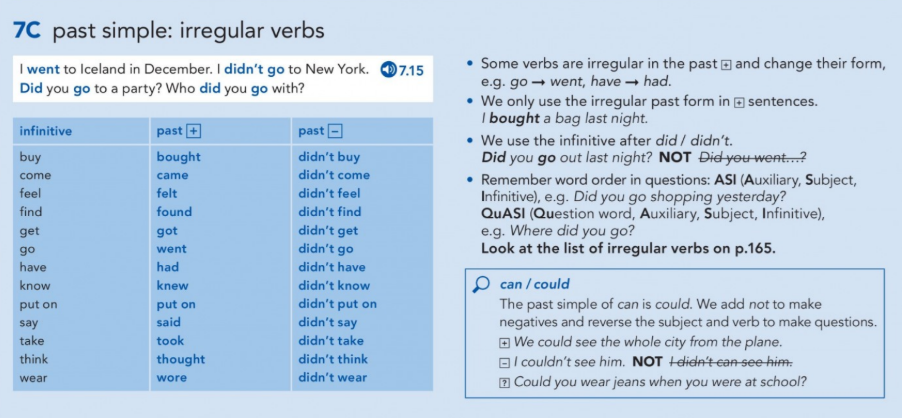 7C past simple: irregular verbs
I went to Iceland in December. I didn't go to New York. 7.15
Did you go to a party? Who did you go with?
infinitive past + past −
buy bought didn't buy
come came didn't come
feel felt didn't feel
find found didn't find
get got didn't get
go went didn't go
have had didn't have
know knew didn't know
put on put on didn't put on
say said didn't say
take took didn't take
think thought didn't think
wear wore didn't wear
• Some verbs are irregular in the past + and change their form,
e.g. go → went, have → had.
• We only use the irregular past form in + sentences.
I bought a bag last night.
• We use the infinitive after did / didn't.
Did you go out last night? NOT Did you went…?
• Remember word order in questions: ASI (Auxiliary, Subject,
Infinitive), e.g. Did you go shopping yesterday?
QuASI (Question word, Auxiliary, Subject, Infinitive),
e.g. Where did you go?
Look at the list of irregular verbs on p.165.
can / could
The past simple of can is could. We add not to make
negatives and reverse the subject and verb to make questions.
+ We could see the whole city from the plane.
− I couldn't see him. NOT I didn't can see him.
? Could you wear jeans when you were at school?